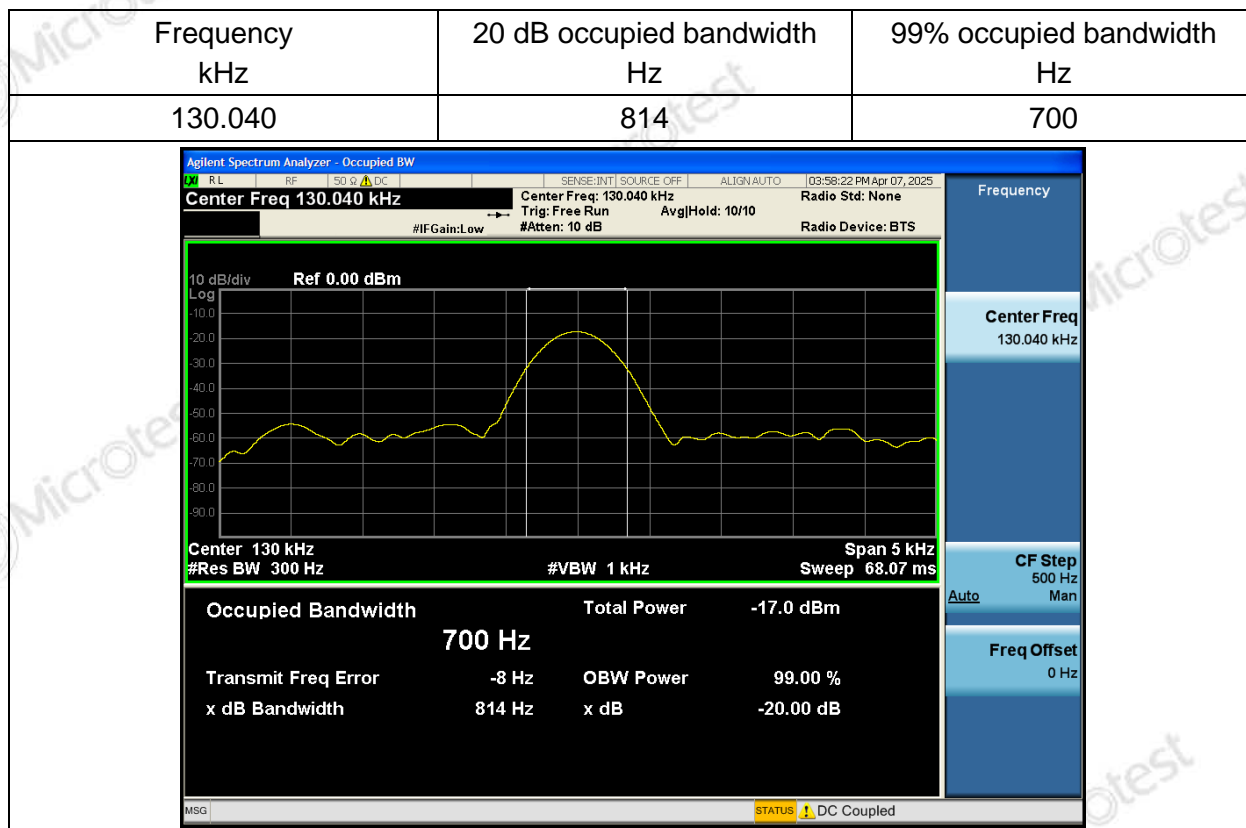 Frequency
kHz
20 dB occupied bandwidth
Hz
99% occupied bandwidth
Hz
130.040
814
700
Agilent Spectrum Analyzer - Occupied BW
LXI RL RF 50 Ω DC SENSE:INT SOURCE OFF ALIGN AUTO 03:58:22 PM Apr 07, 2025
Center Freq 130.040 kHz
#IFGain:Low
Center Freq: 130.040 kHz
Trig: Free Run Avg|Hold: 10/10
#Atten: 10 dB
Radio Std: None
Radio Device: BTS
10 dB/div Ref 0.00 dBm
Log
-10.0
-20.0
-30.0
-40.0
-50.0
-60.0
-70.0
-80.0
-90.0
Center 130 kHz Span 5 kHz
#Res BW 300 Hz #VBW 1 kHz Sweep 68.07 ms
Occupied Bandwidth Total Power -17.0 dBm
700 Hz
Transmit Freq Error -8 Hz OBW Power 99.00 %
x dB Bandwidth 814 Hz x dB -20.00 dB
MSG STATUS DC Coupled
Frequency
Center Freq
130.040 kHz
CF Step
500 Hz
Auto Man
Freq Offset
0 Hz
Microtest
Microtest